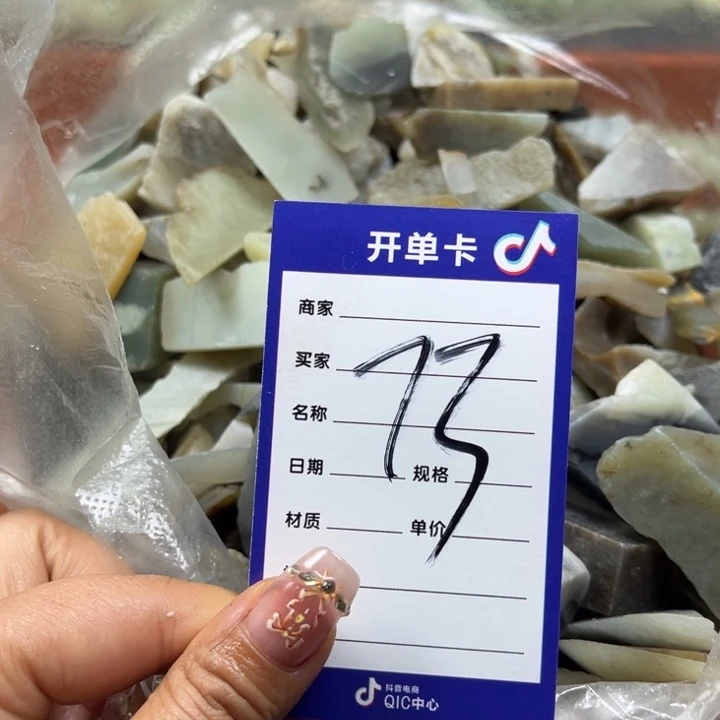 开单卡
商家
买家
73
名称
日期 规格
材质 单价
抖音电商
QIC中心